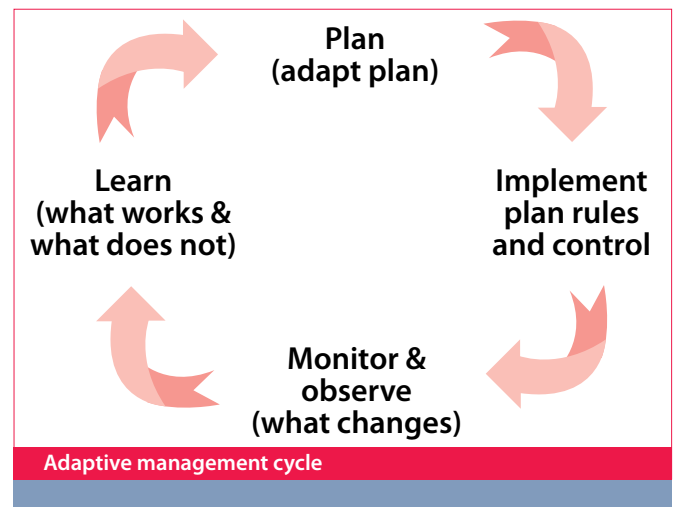 Plan
(adapt plan)
Implement
plan rules
and control
Monitor &
observe
(what changes)
Learn
(what works &
what does not)
Adaptive management cycle